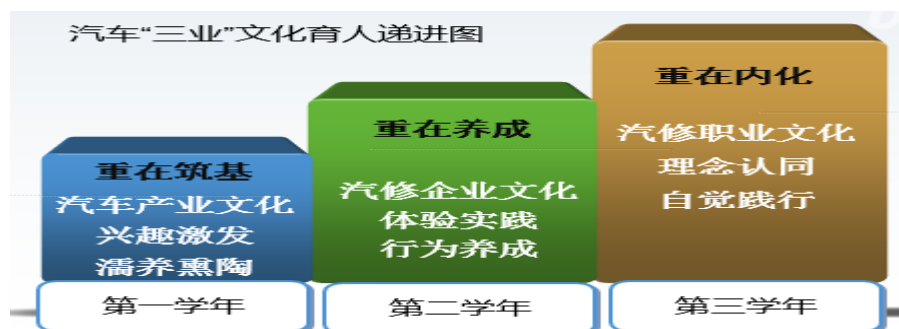 汽车“三业”文化育人递进图
重在筑基
汽车产业文化
兴趣激发
濡养熏陶
第一学年
重在养成
汽修企业文化
体验实践
行为养成
第二学年
重在内化
汽修职业文化
理念认同
自觉践行
第三学年